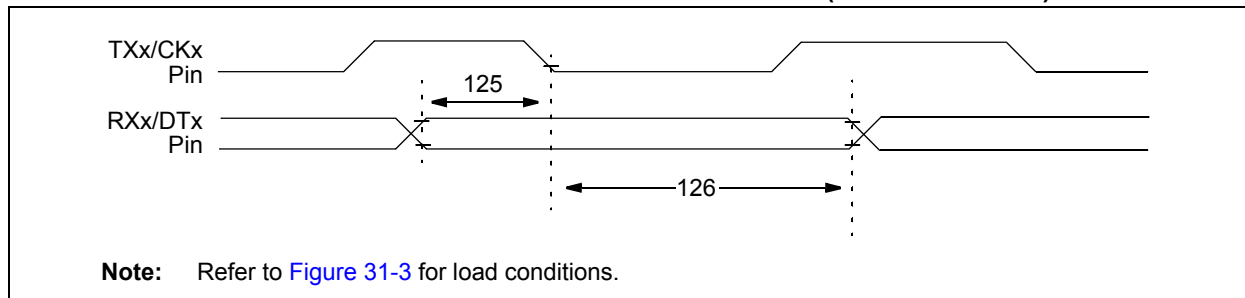 TXx/CKx
Pin
125
RXx/DTx
Pin
126
Note: Refer to Figure 31-3 for load conditions.